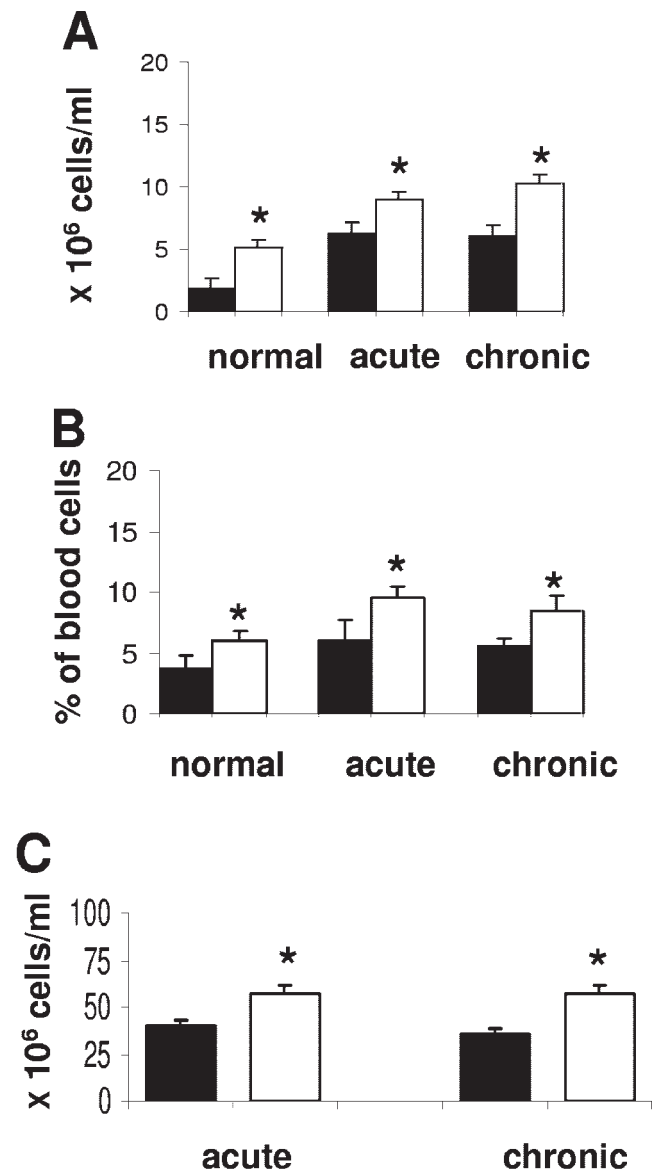 A
x 10⁶ cells/ml
20
15
10
5
0
*
*
*
normal acute chronic
B
% of blood cells
20
15
10
5
0
*
*
*
normal acute chronic
C
x 10⁶ cells/ml
100
75
50
25
0
*
*
acute chronic